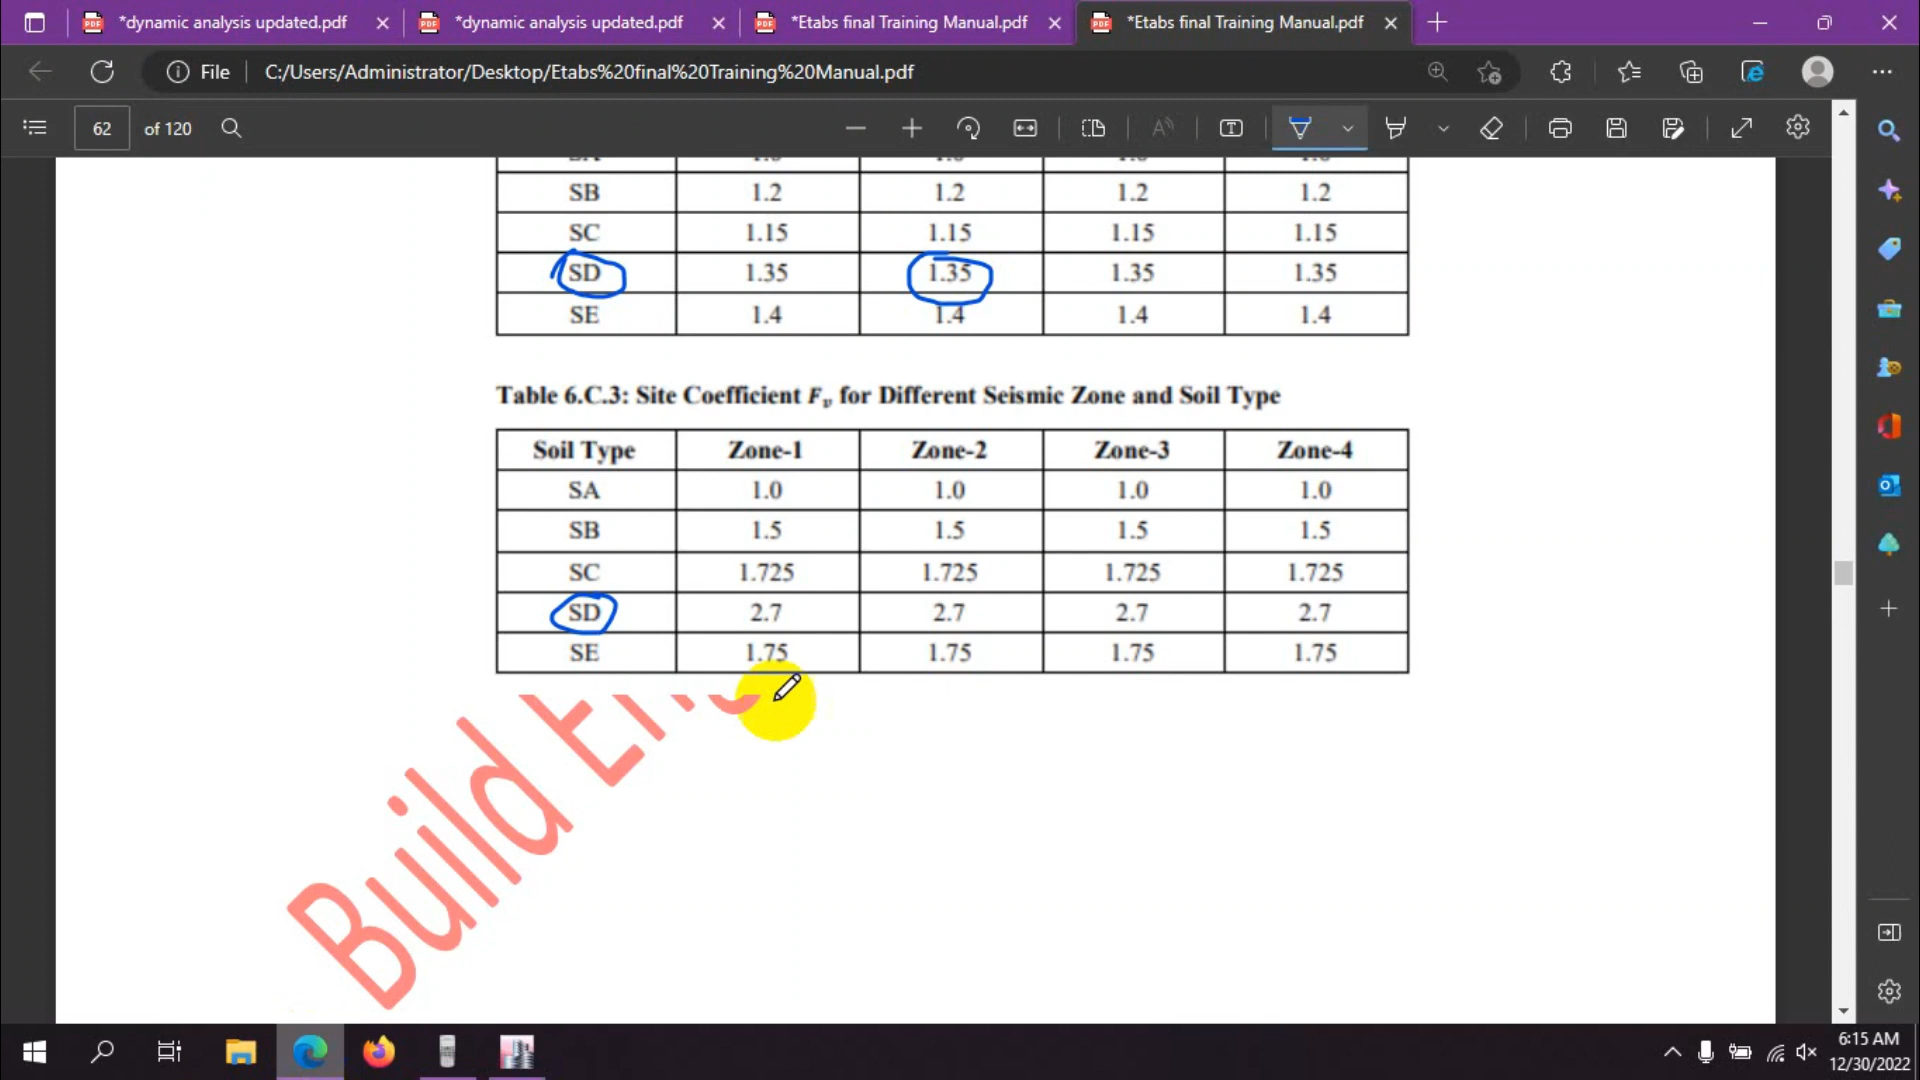 *dynamic analysis updated.pdf
*dynamic analysis updated.pdf
*Etabs final Training Manual.pdf
*Etabs final Training Manual.pdf
File
C:/Users/Administrator/Desktop/Etabs%20final%20Training%20Manual.pdf
62 of 120
SB 1.2 1.2 1.2 1.2
SC 1.15 1.15 1.15 1.15
SD 1.35 1.35 1.35 1.35
SE 1.4 1.4 1.4 1.4
Table 6.C.3: Site Coefficient Fv for Different Seismic Zone and Soil Type
Soil Type Zone-1 Zone-2 Zone-3 Zone-4
SA 1.0 1.0 1.0 1.0
SB 1.5 1.5 1.5 1.5
SC 1.725 1.725 1.725 1.725
SD 2.7 2.7 2.7 2.7
SE 1.75 1.75 1.75 1.75
Build
6:15 AM
12/30/2022